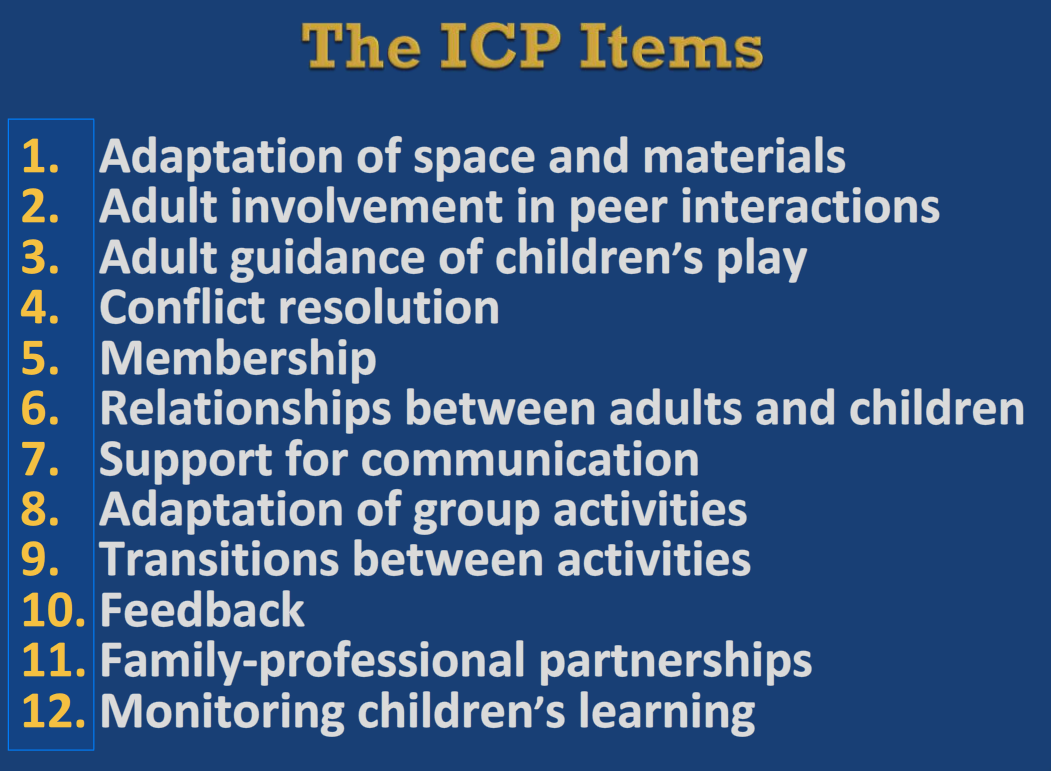 The ICP Items
1. Adaptation of space and materials
2. Adult involvement in peer interactions
3. Adult guidance of children’s play
4. Conflict resolution
5. Membership
6. Relationships between adults and children
7. Support for communication
8. Adaptation of group activities
9. Transitions between activities
10. Feedback
11. Family-professional partnerships
12. Monitoring children’s learning